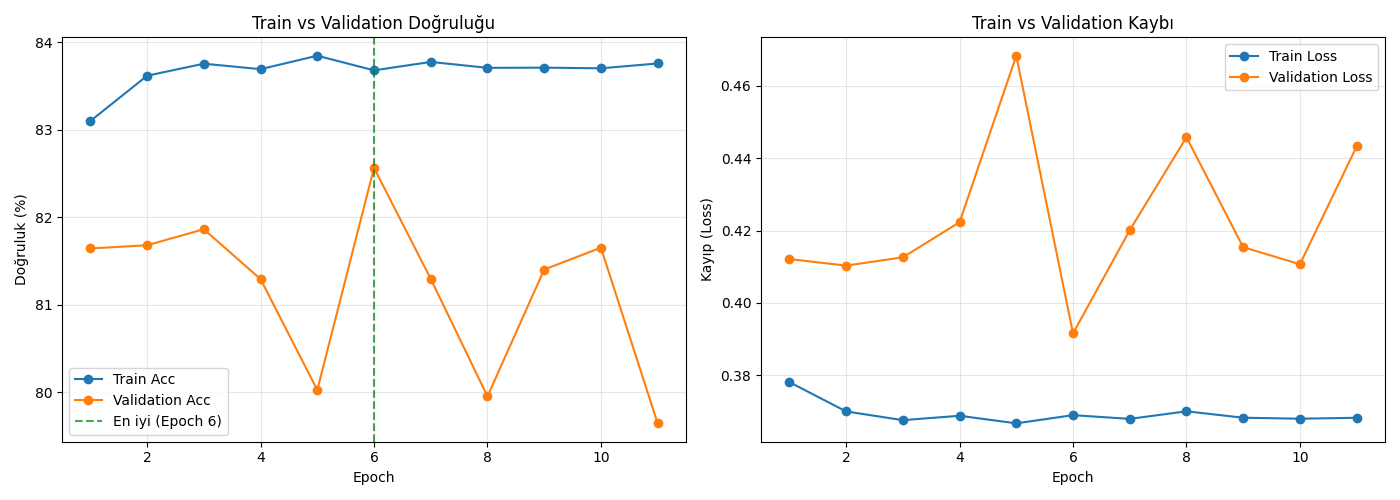 Train vs Validation Doğruluğu
84
83
82
81
80
Doğruluk (%)
Train Acc
Validation Acc
En iyi (Epoch 6)
2 4 6 8 10
Epoch
Train vs Validation Kaybı
0.46
0.44
0.42
0.40
0.38
Kayıp (Loss)
Train Loss
Validation Loss
2 4 6 8 10
Epoch